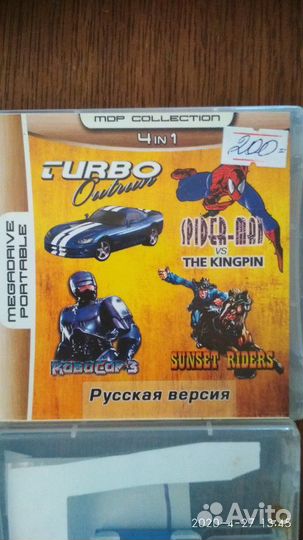 MDP COLLECTION
4 IN 1
200=
TURBO
OutRun
SPIDER-MAN
VS
THE KINGPIN
MEGADRIVE
PORTABLE
ROBOCOP 3
SUNSET RIDERS
Русская версия
2020-4-27 13:45
Avito